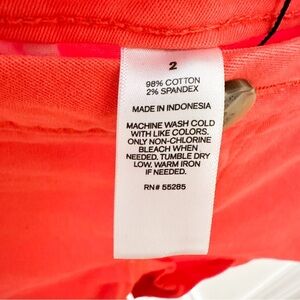 2
98% COTTON
2% SPANDEX
MADE IN INDONESIA
MACHINE WASH COLD
WITH LIKE COLORS.
ONLY NON-CHLORINE
BLEACH WHEN
NEEDED. TUMBLE DRY
LOW. WARM IRON
IF NEEDED.
RN# 55285